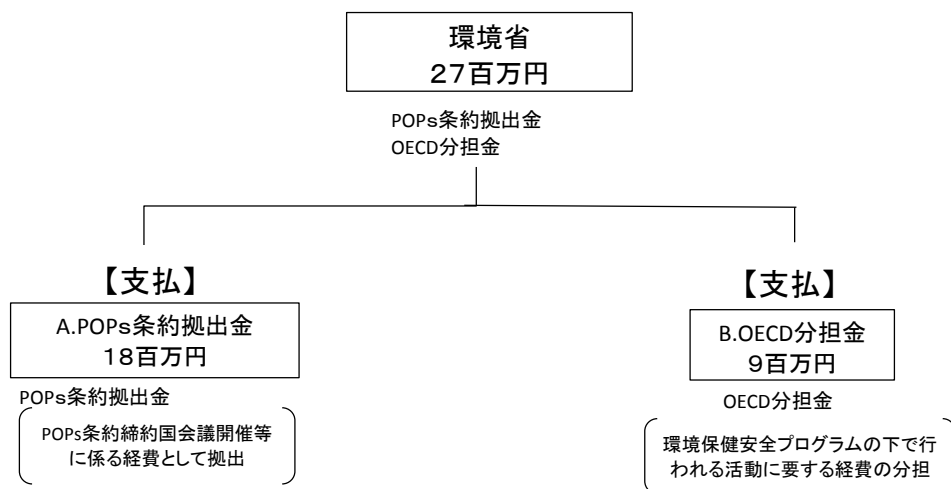 環境省
27百万円
POPs条約拠出金
OECD分担金
【支払】
A.POPs条約拠出金
18百万円
POPs条約拠出金
POPs条約締約国会議開催等
に係る経費として拠出
【支払】
B.OECD分担金
9百万円
OECD分担金
環境保健安全プログラムの下で行
われる活動に要する経費の分担